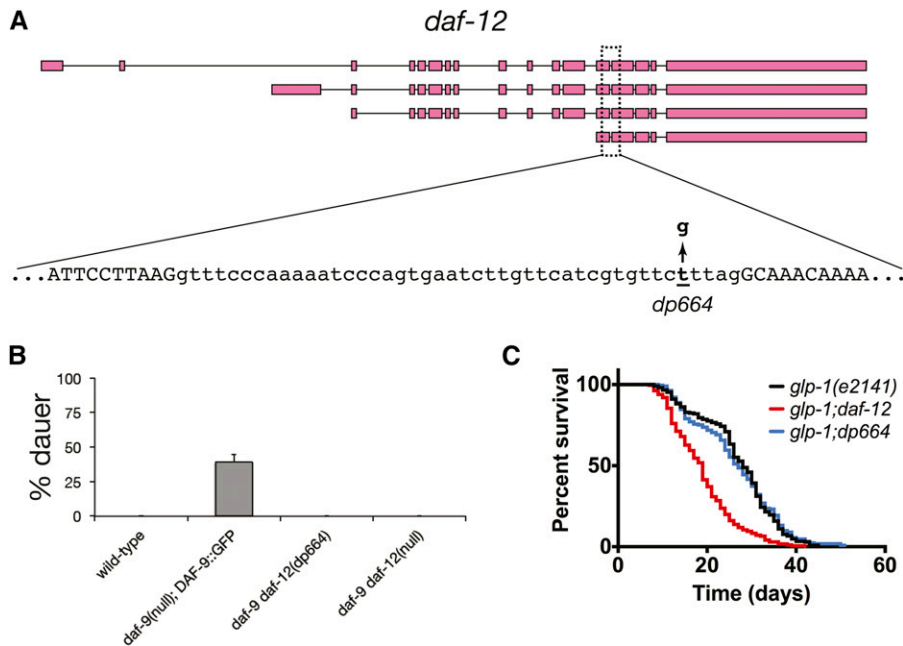 A
daf-12
g
...ATTCCTTAAGgtttcccaaaaatcccagtgaatcttgttcatcgtgttctttagGCAAACAAAA...
dp664
B
% dauer
100
75
50
25
0
wild-type
daf-9(null); DAF-9::GFP
daf-9 daf-12(dp664)
daf-9 daf-12(null)
C
Percent survival
100
50
0
0
20
40
60
Time (days)
glp-1(e2141)
glp-1;daf-12
glp-1;dp664